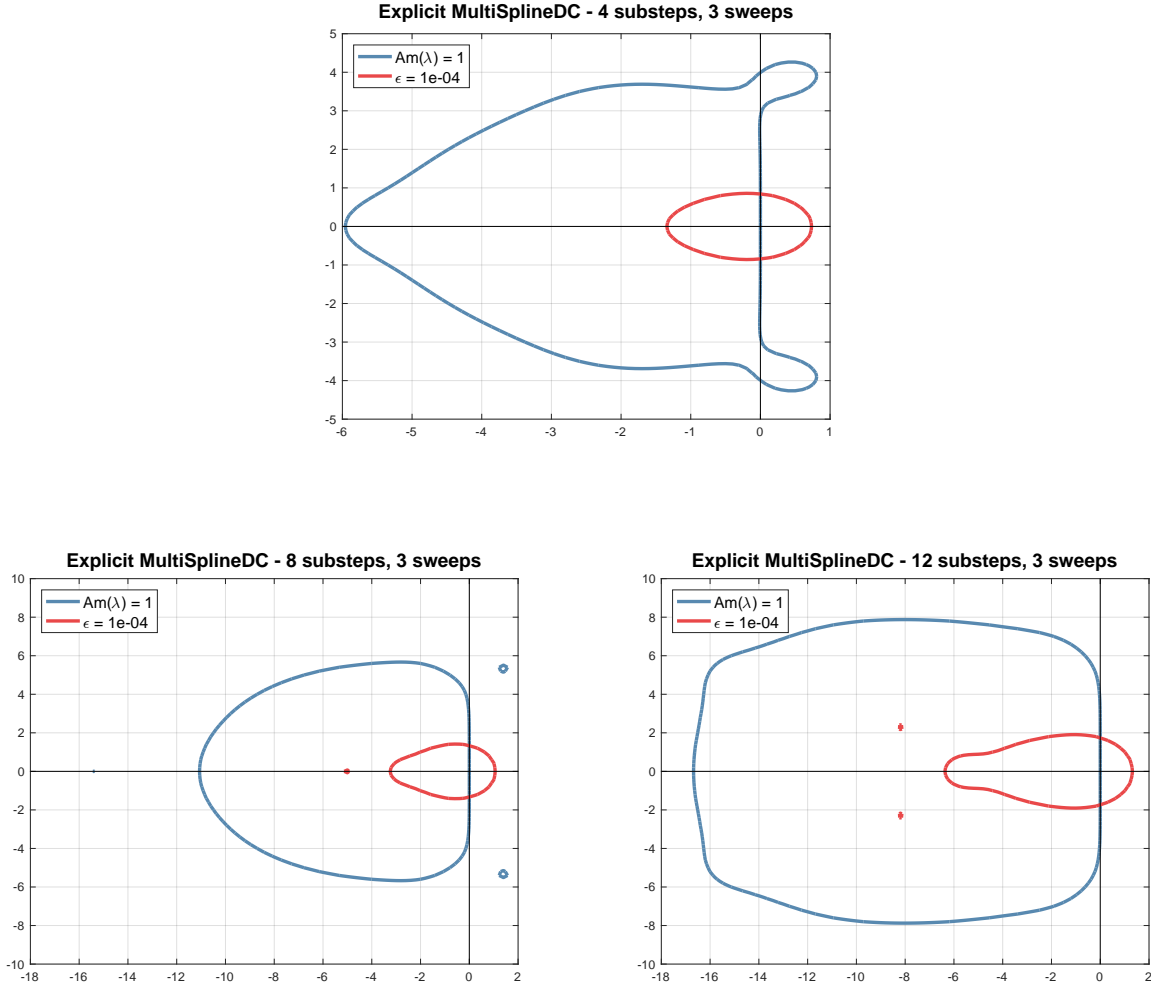 Explicit MultiSplineDC - 4 substeps, 3 sweeps
Am(λ) = 1
ϵ = 1e-04
5
4
3
2
1
0
-1
-2
-3
-4
-5
-6 -5 -4 -3 -2 -1 0 1
Explicit MultiSplineDC - 8 substeps, 3 sweeps
Am(λ) = 1
ϵ = 1e-04
10
8
6
4
2
0
-2
-4
-6
-8
-10
-18 -16 -14 -12 -10 -8 -6 -4 -2 0 2
Explicit MultiSplineDC - 12 substeps, 3 sweeps
Am(λ) = 1
ϵ = 1e-04
10
8
6
4
2
0
-2
-4
-6
-8
-10
-18 -16 -14 -12 -10 -8 -6 -4 -2 0 2